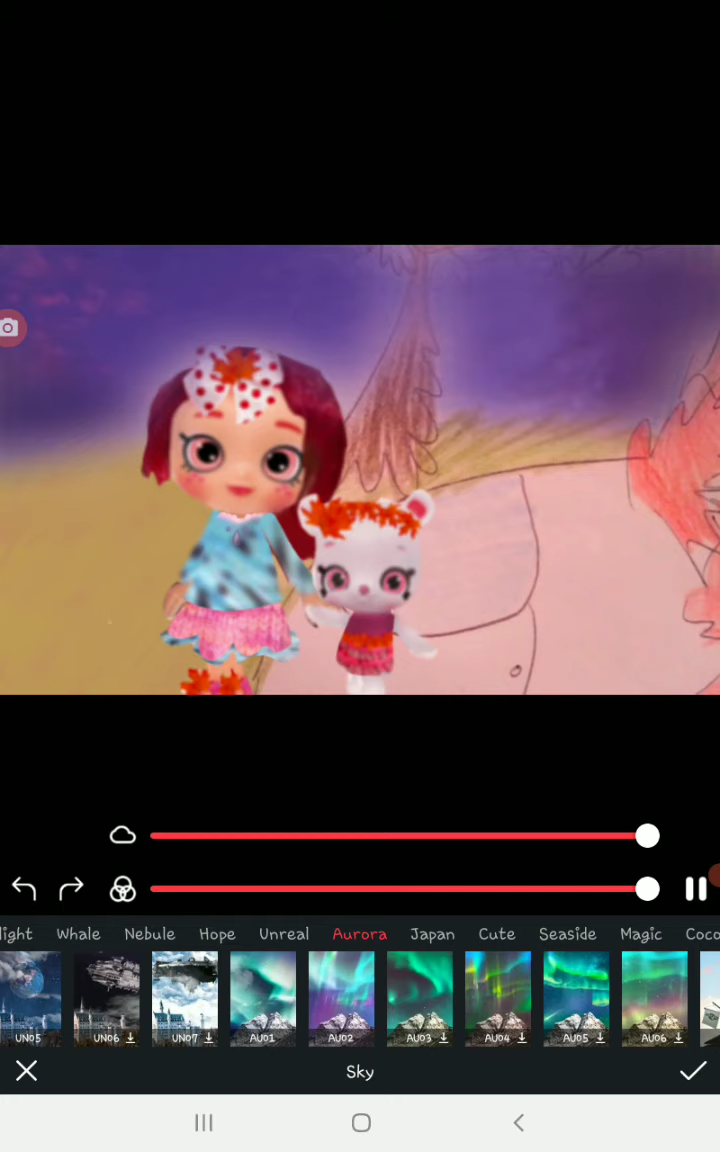 light Whale Nebule Hope Unreal Aurora Japan Cute Seaside Magic Coco
UN05 UN06 UN07 AU01 AU02 AU03 AU04 AU05 AU06
Sky